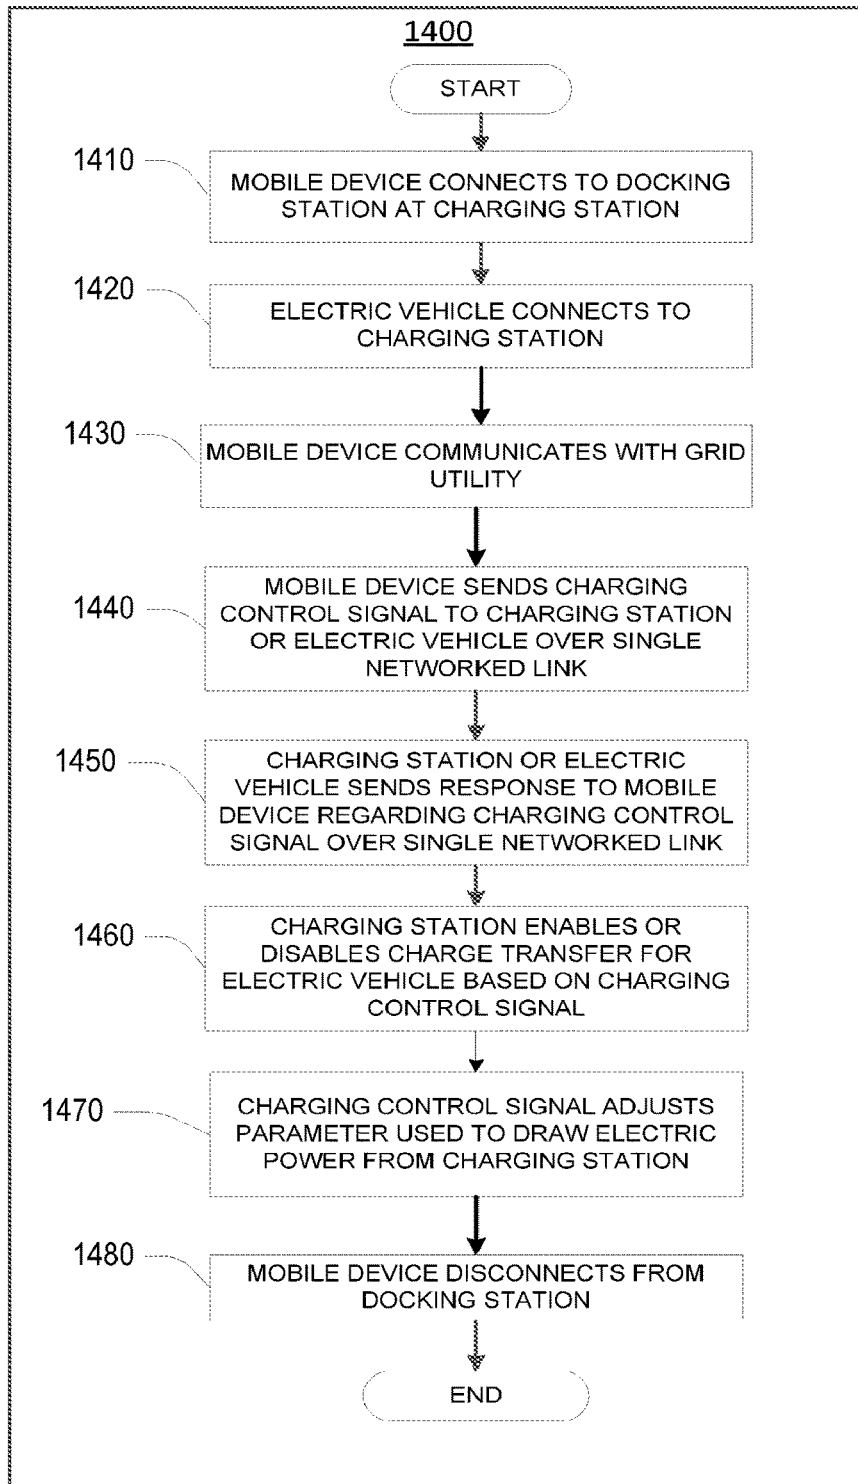 1400
START
1410
MOBILE DEVICE CONNECTS TO DOCKING
STATION AT CHARGING STATION
1420
ELECTRIC VEHICLE CONNECTS TO
CHARGING STATION
1430
MOBILE DEVICE COMMUNICATES WITH GRID
UTILITY
1440
MOBILE DEVICE SENDS CHARGING
CONTROL SIGNAL TO CHARGING STATION
OR ELECTRIC VEHICLE OVER SINGLE
NETWORKED LINK
1450
CHARGING STATION OR ELECTRIC
VEHICLE SENDS RESPONSE TO MOBILE
DEVICE REGARDING CHARGING CONTROL
SIGNAL OVER SINGLE NETWORKED LINK
1460
CHARGING STATION ENABLES OR
DISABLES CHARGE TRANSFER FOR
ELECTRIC VEHICLE BASED ON CHARGING
CONTROL SIGNAL
1470
CHARGING CONTROL SIGNAL ADJUSTS
PARAMETER USED TO DRAW ELECTRIC
POWER FROM CHARGING STATION
1480
MOBILE DEVICE DISCONNECTS FROM
DOCKING STATION
END